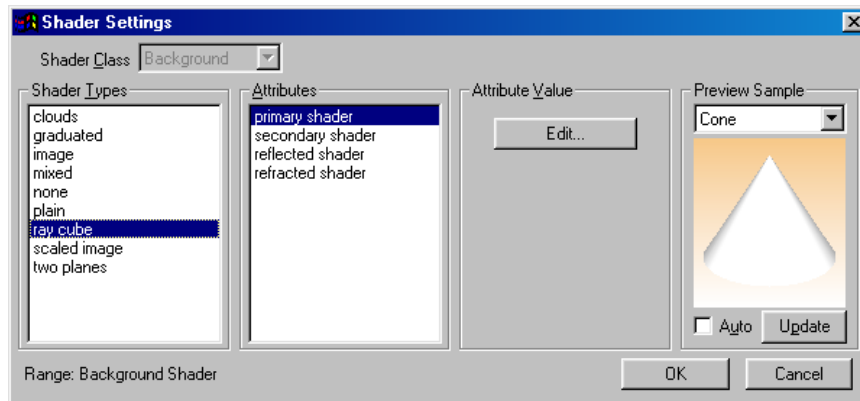 Shader Settings
Shader Class Background
Shader Types
clouds
graduated
image
mixed
none
plain
ray cube
scaled image
two planes
Attributes
primary shader
secondary shader
reflected shader
refracted shader
Attribute Value
Edit...
Preview Sample
Cone
Auto Update
Range: Background Shader
OK Cancel